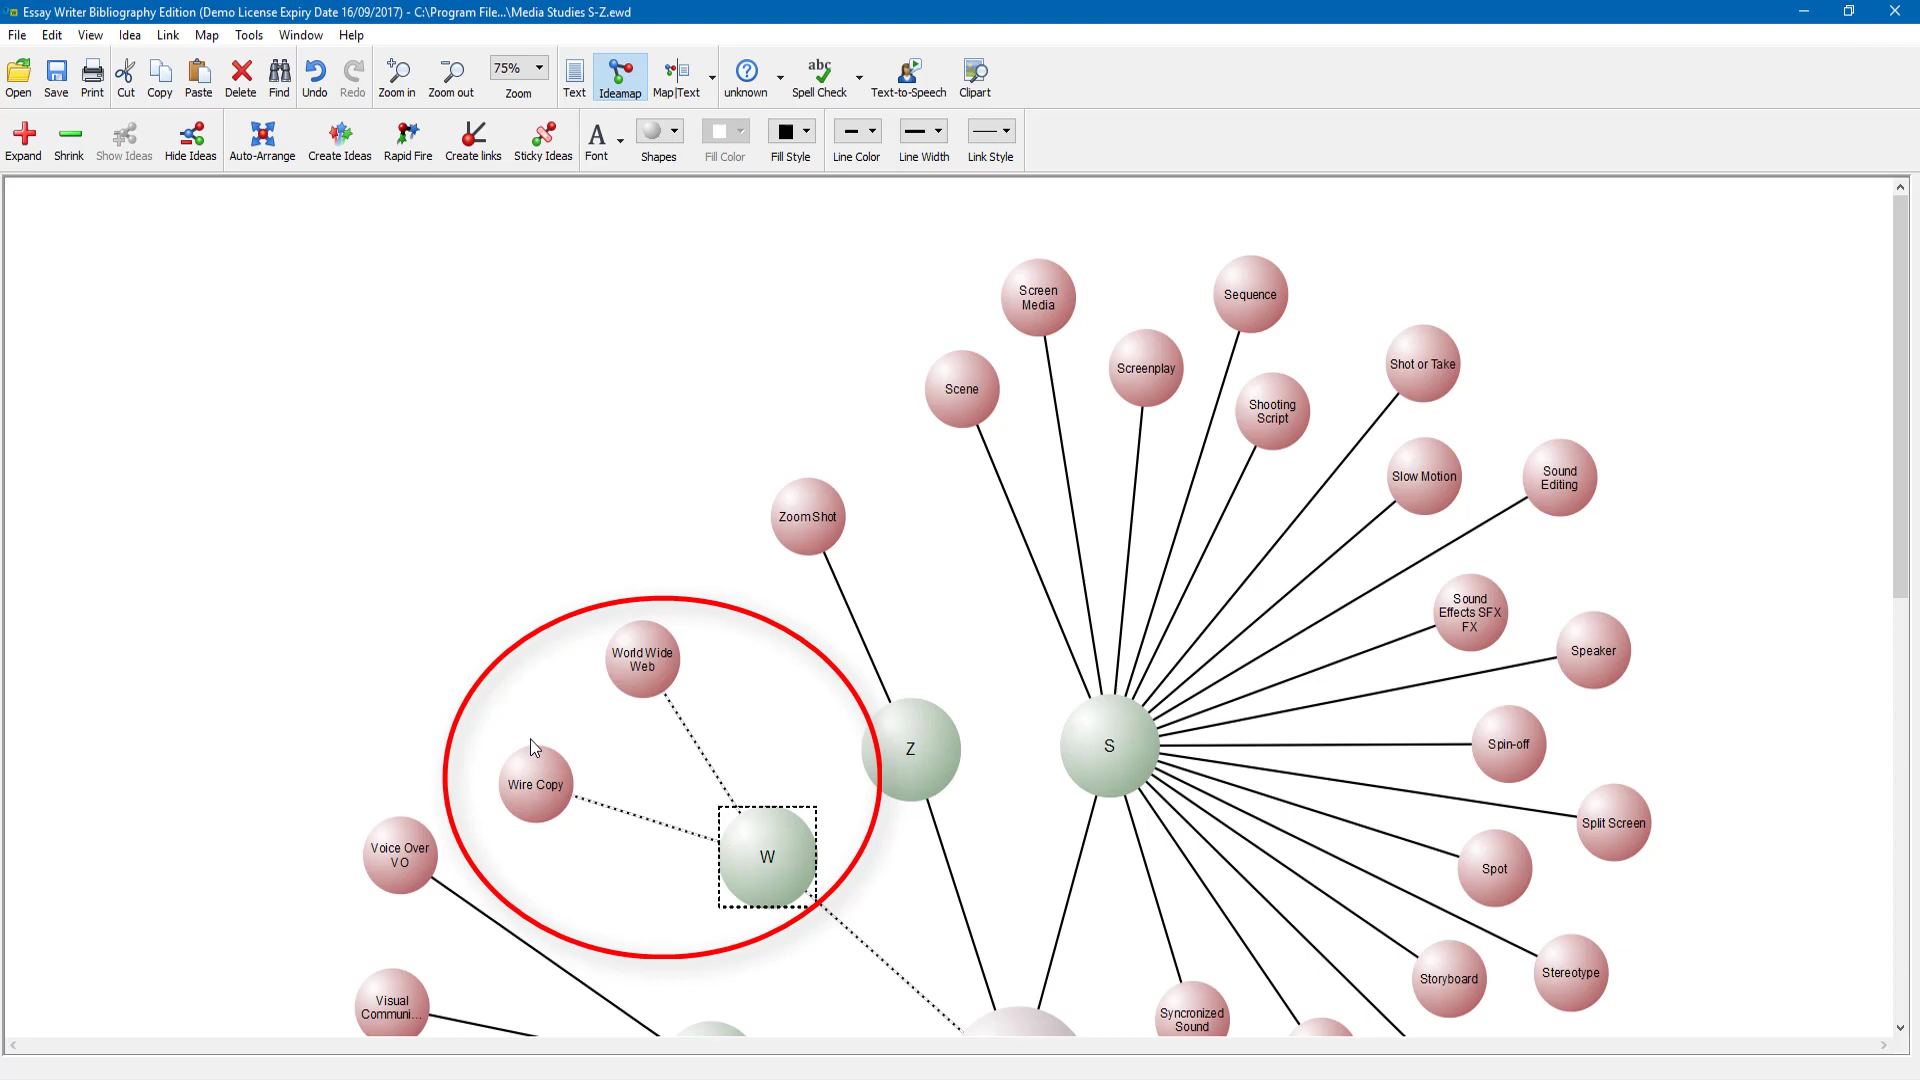 Essay Writer Bibliography Edition (Demo License Expiry Date 16/09/2017) - C:\Program File...\Media Studies S-Z.ewd
File Edit View Idea Link Map Tools Window Help
Open Save Print Cut Copy Paste Delete Find Undo Redo Zoom in Zoom out 75% Zoom Text Ideamap Map|Text unknown abc Spell Check Text-to-Speech Clipart
Expand Shrink Show Ideas Hide Ideas Auto-Arrange Create Ideas Rapid Fire Create links Sticky Ideas A Font Shapes Fill Color Fill Style Line Color Line Width Link Style
Screen
Media
Sequence
Screenplay
Shot or Take
Scene
Shooting
Script
Slow Motion
Sound
Editing
Zoom Shot
Sound
Effects SFX
FX
World Wide
Web
Speaker
Z
S
Spin-off
Wire Copy
Split Screen
Voice Over
VO
W
Spot
Storyboard
Stereotype
Visual
Communi...
Syncronized
Sound